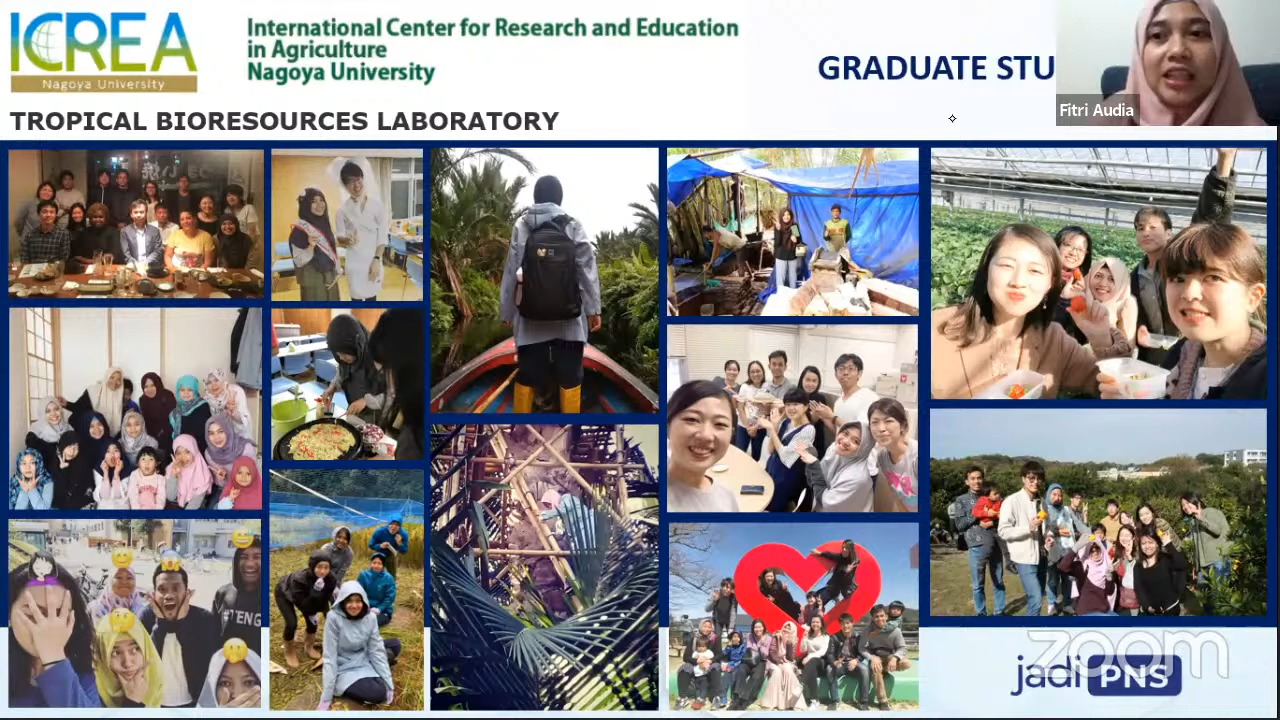 ICREA
Nagoya University
International Center for Research and Education
in Agriculture
Nagoya University
GRADUATE STU
Fitri Audia
TROPICAL BIORESOURCES LABORATORY
#TENG
zoom
jadi PNS